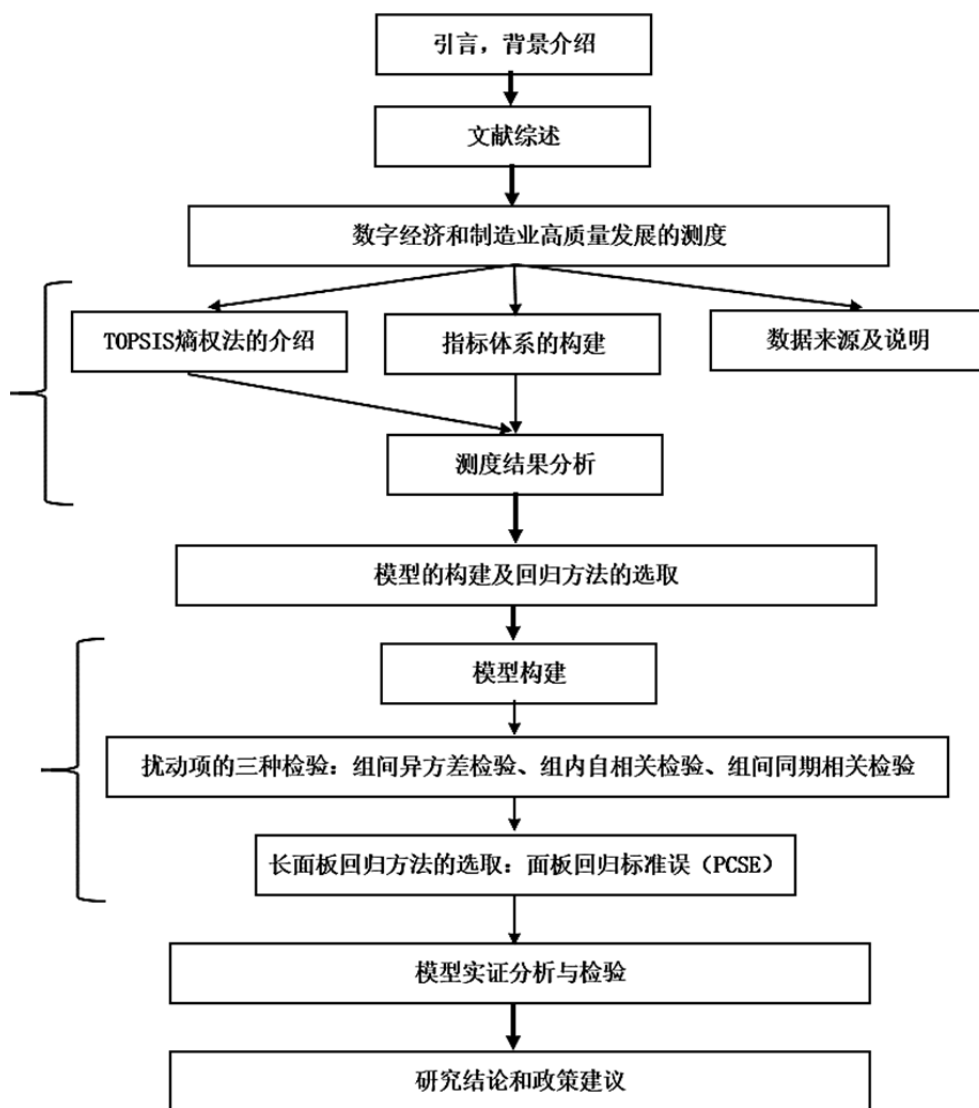 引言，背景介绍
文献综述
数字经济和制造业高质量发展的测度
TOPSIS熵权法的介绍
指标体系的构建
数据来源及说明
测度结果分析
模型的构建及回归方法的选取
模型构建
扰动项的三种检验：组间异方差检验、组内自相关检验、组间同期相关检验
长面板回归方法的选取：面板回归标准误（PCSE）
模型实证分析与检验
研究结论和政策建议